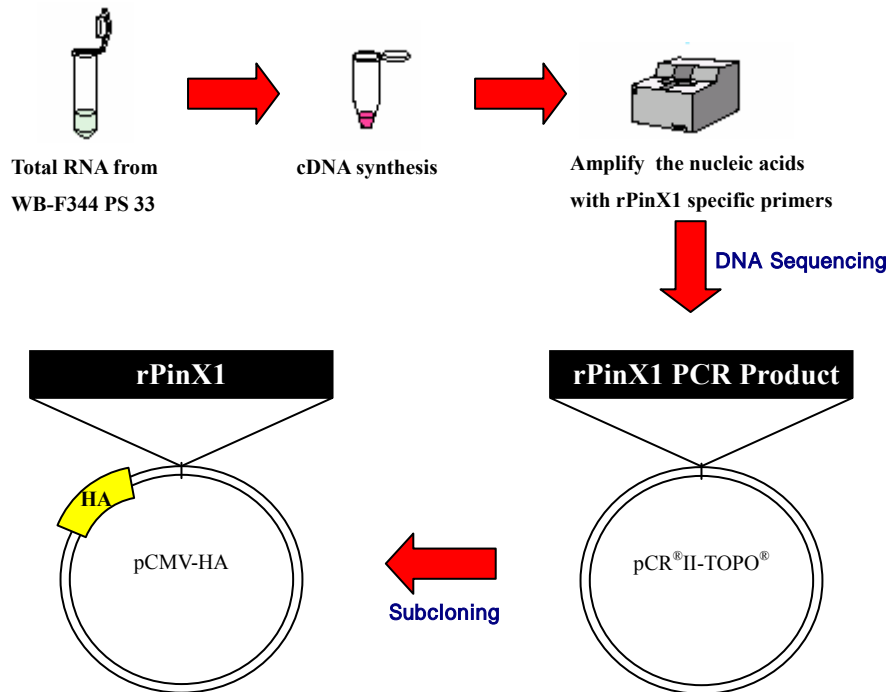 Total RNA from
WB-F344 PS 33
cDNA synthesis
Amplify the nucleic acids
with rPinX1 specific primers
DNA Sequencing
rPinX1
rPinX1 PCR Product
HA
pCMV-HA
pCR®II-TOPO®
Subcloning